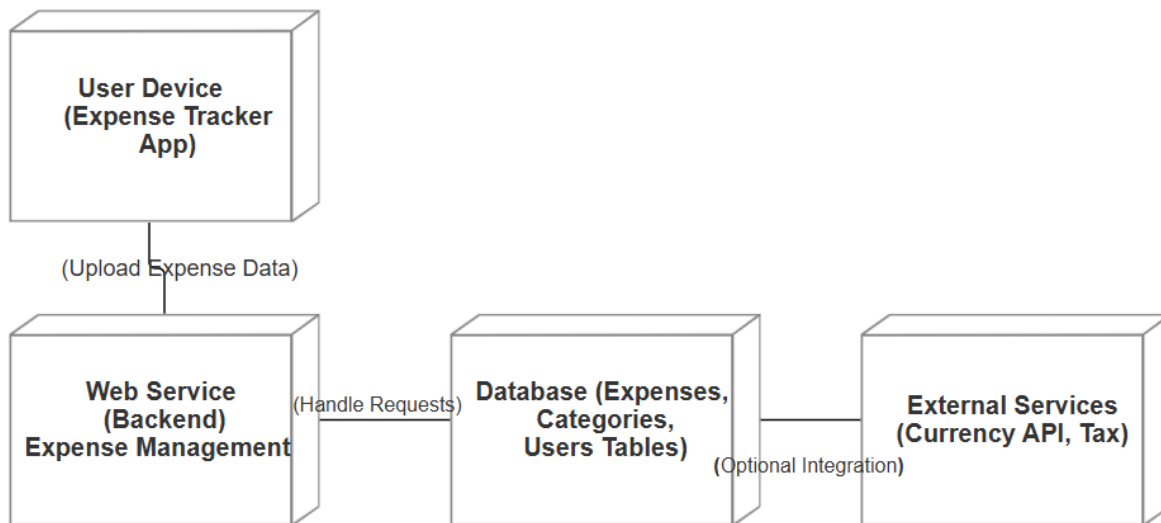 User Device
(Expense Tracker
App)
(Upload Expense Data)
Web Service
(Backend)
Expense Management
(Handle Requests)
Database (Expenses,
Categories,
Users Tables)
(Optional Integration)
External Services
(Currency API, Tax)